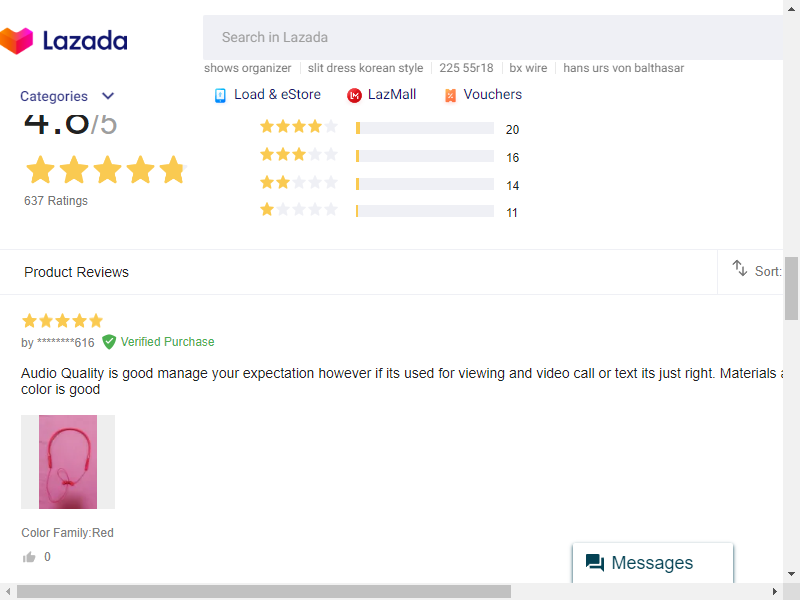 Lazada
Search in Lazada
shows organizer
slit dress korean style
225 55r18
bx wire
hans urs von balthasar
Categories
Load & eStore
LazMall
Vouchers
4.8/5
637 Ratings
20
16
14
11
Product Reviews
Sort:
by ********616
Verified Purchase
Audio Quality is good manage your expectation however if its used for viewing and video call or text its just right. Materials
color is good
Color Family:Red
0
Messages